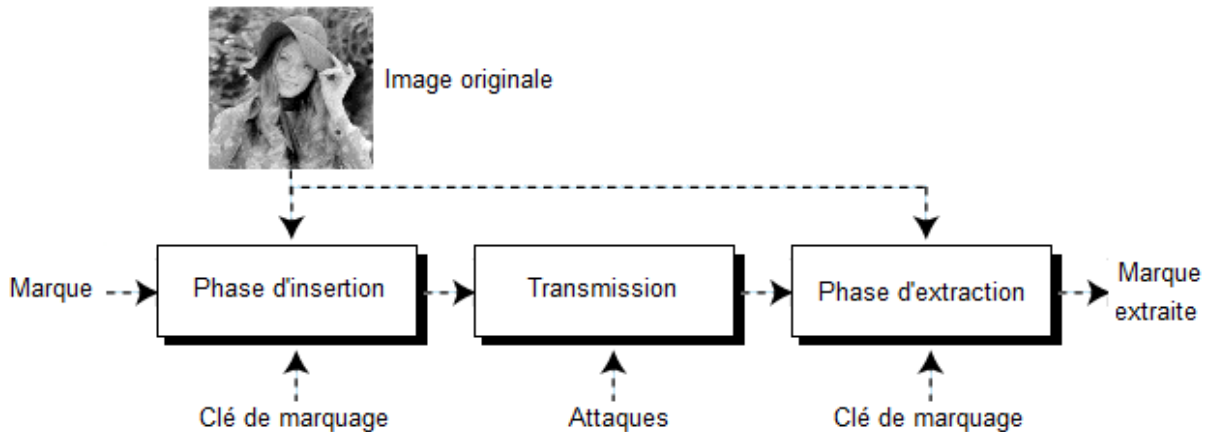 Image originale
Marque
Phase d'insertion
Transmission
Phase d'extraction
Marque
extraite
Clé de marquage
Attaques
Clé de marquage